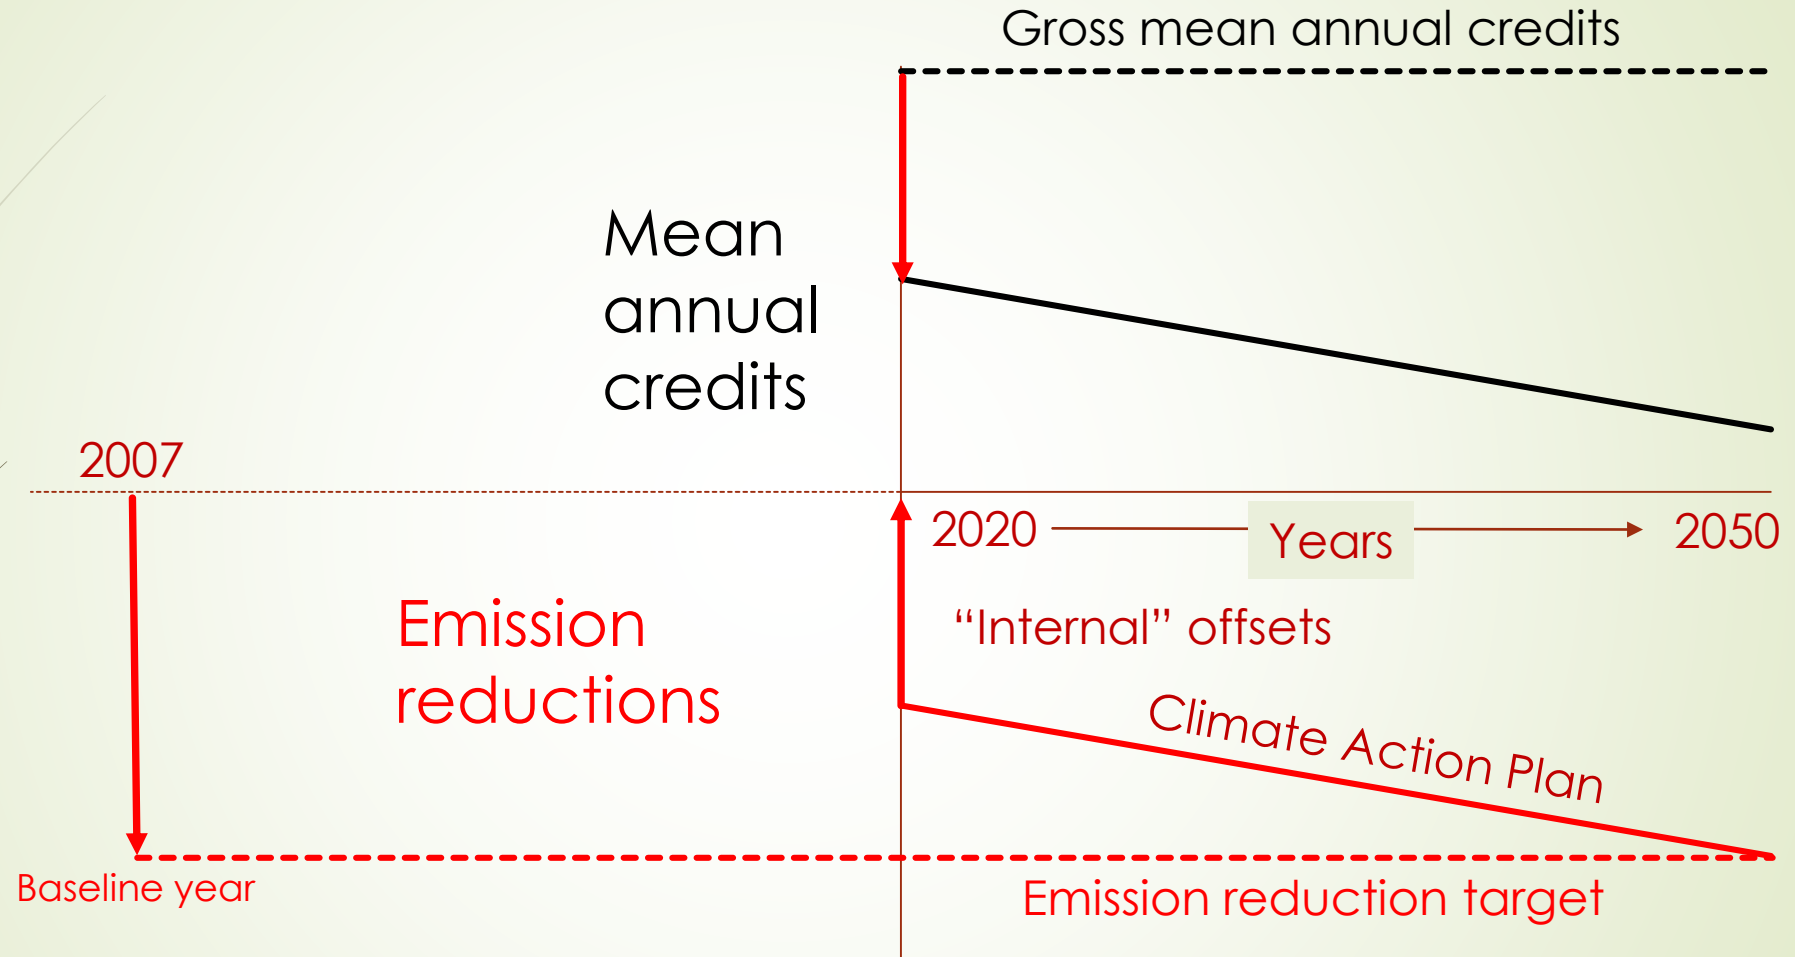 Gross mean annual credits
Mean
annual
credits
2007
2020
Years
2050
Emission
reductions
“Internal” offsets
Climate Action Plan
Baseline year
Emission reduction target